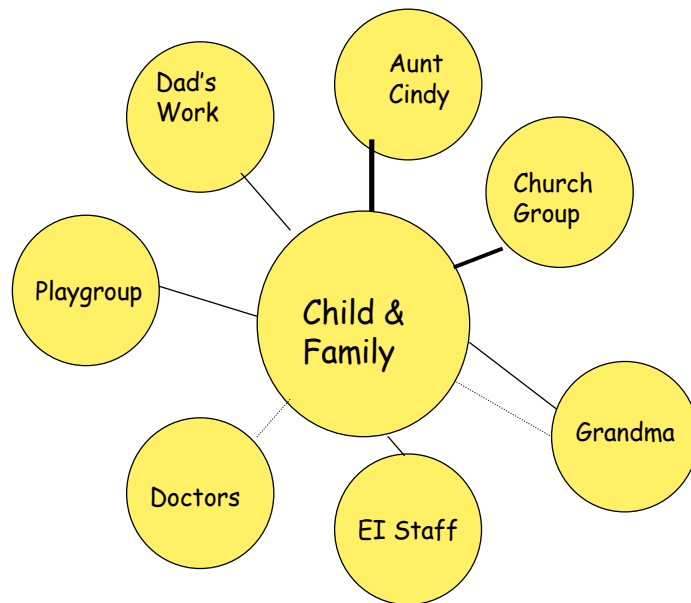 Aunt
Cindy
Dad's
Work
Church
Group
Playgroup
Child &
Family
Grandma
Doctors
EI Staff